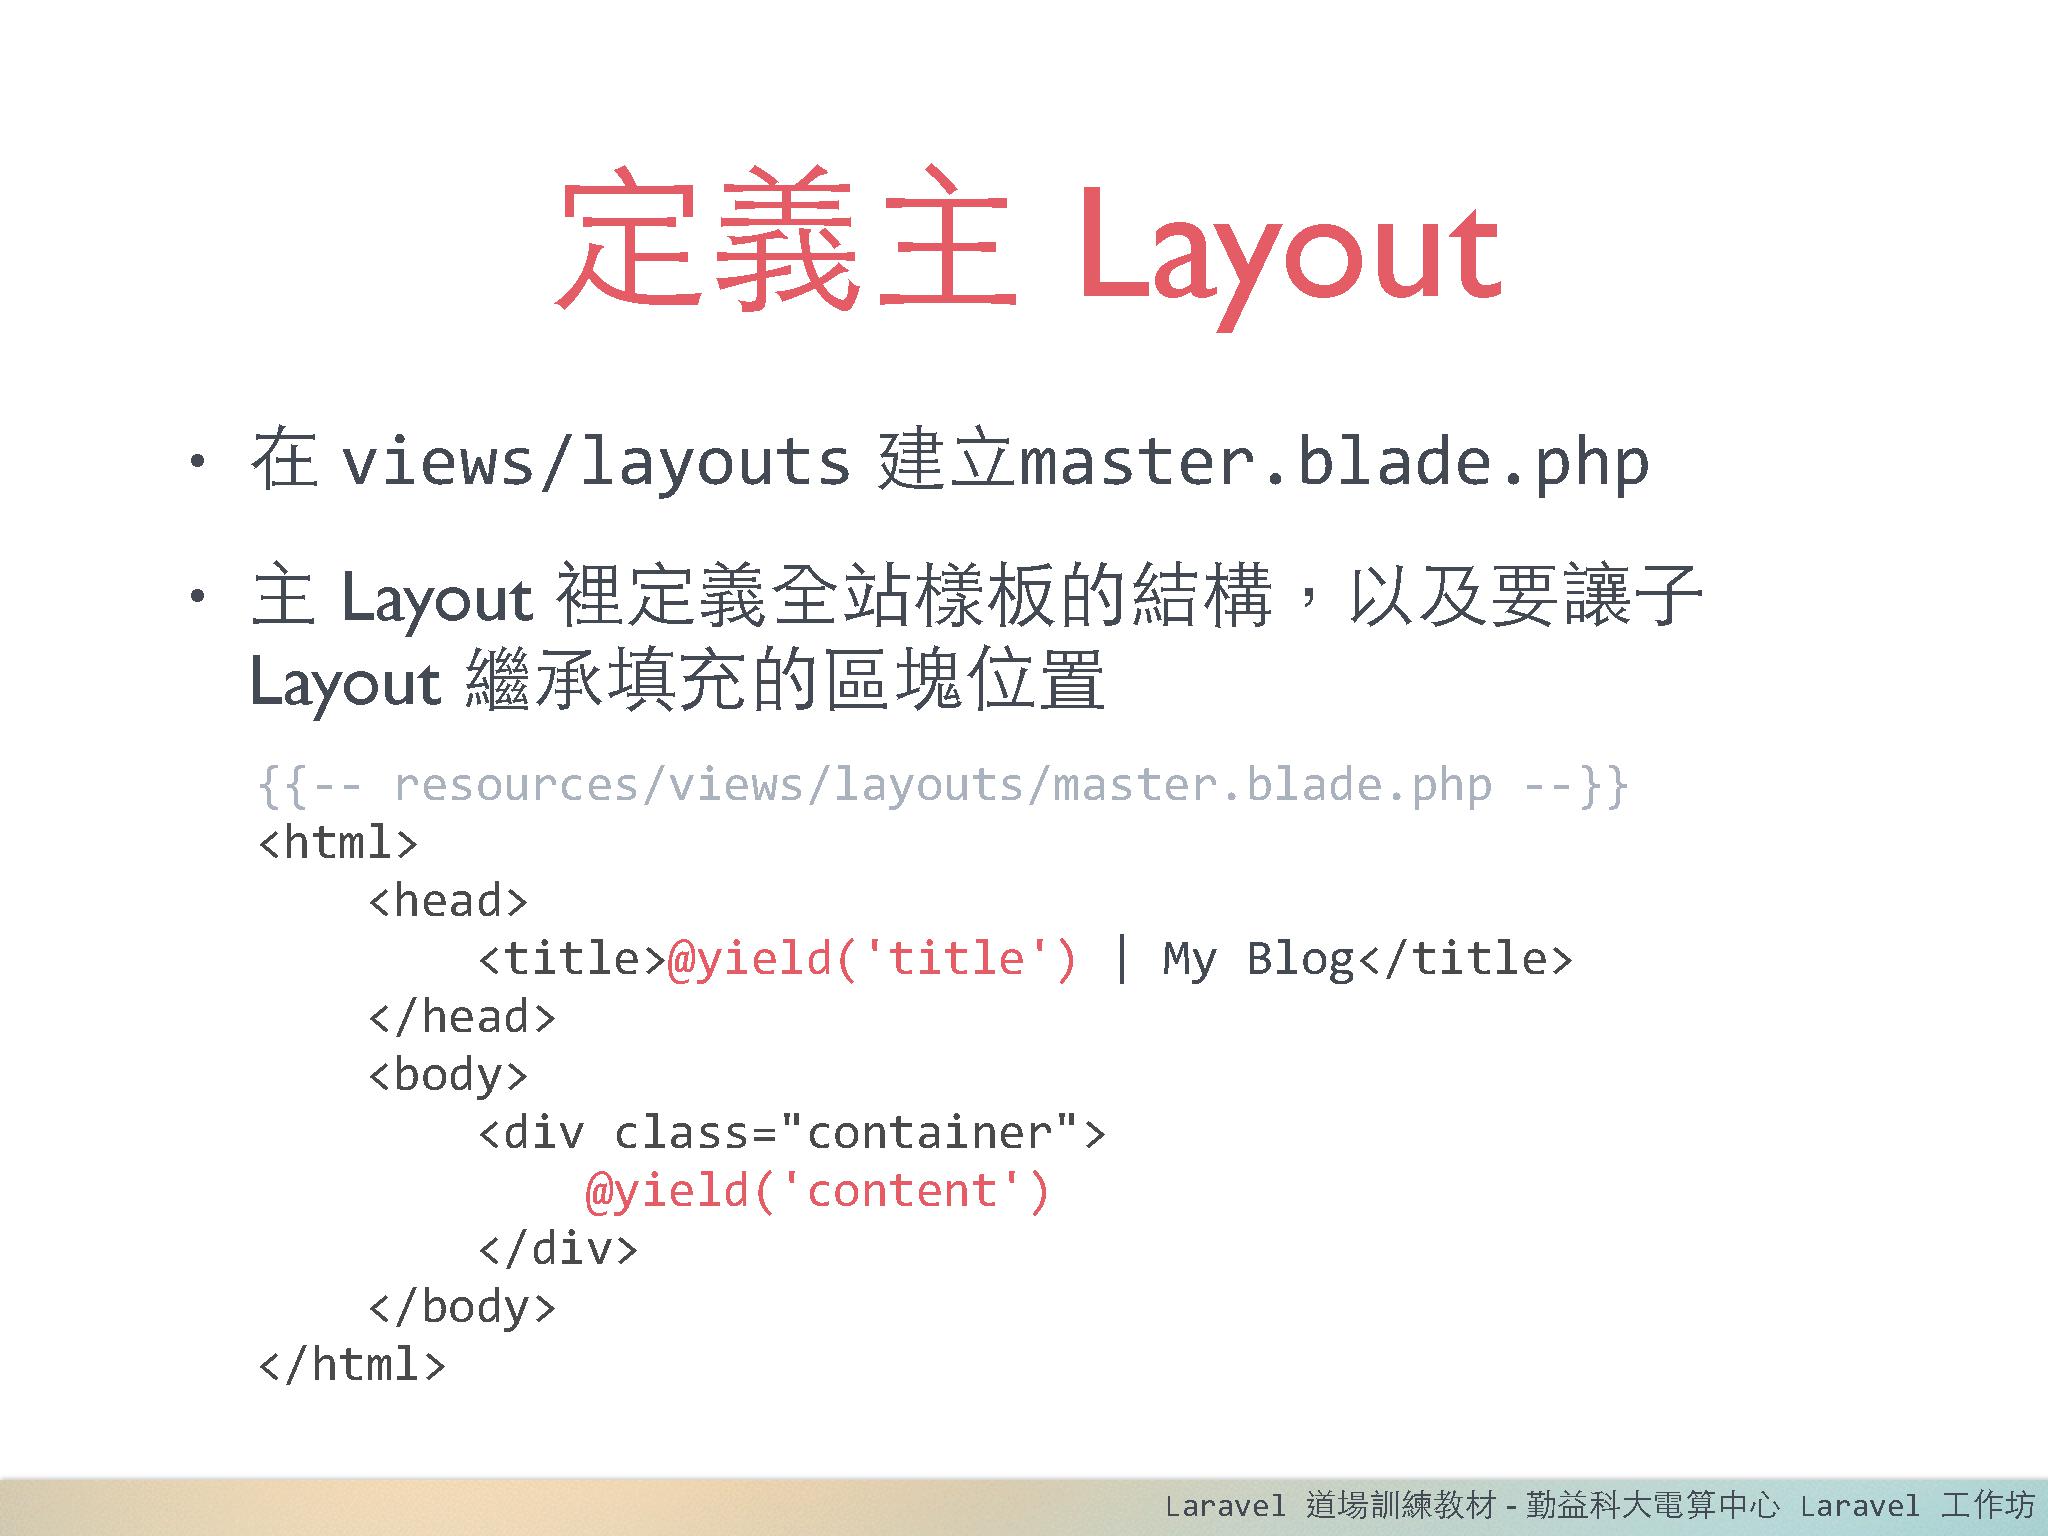 定義主 Layout
• 在 views/layouts 建立master.blade.php
• 主 Layout 裡定義全站樣板的結構，以及要讓子
Layout 繼承填充的區塊位置
{{-- resources/views/layouts/master.blade.php --}}
<html>
    <head>
        <title>@yield('title') | My Blog</title>
    </head>
    <body>
        <div class="container">
            @yield('content')
        </div>
    </body>
</html>
Laravel 道場訓練教材 - 勤益科大電算中心 Laravel 工作坊